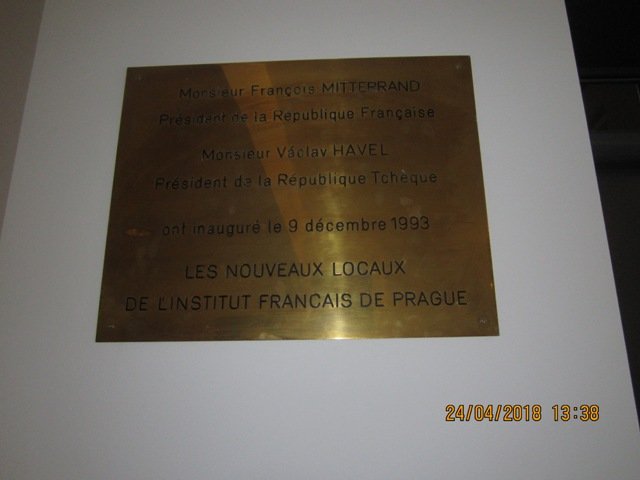 Monsieur François MITTERRAND
Président de la République Française
Monsieur Václav HAVEL
Président de la République Tchèque
ont inauguré le 9 décembre 1993
LES NOUVEAUX LOCAUX
DE L'INSTITUT FRANCAIS DE PRAGUE
24/04/2018 13:38